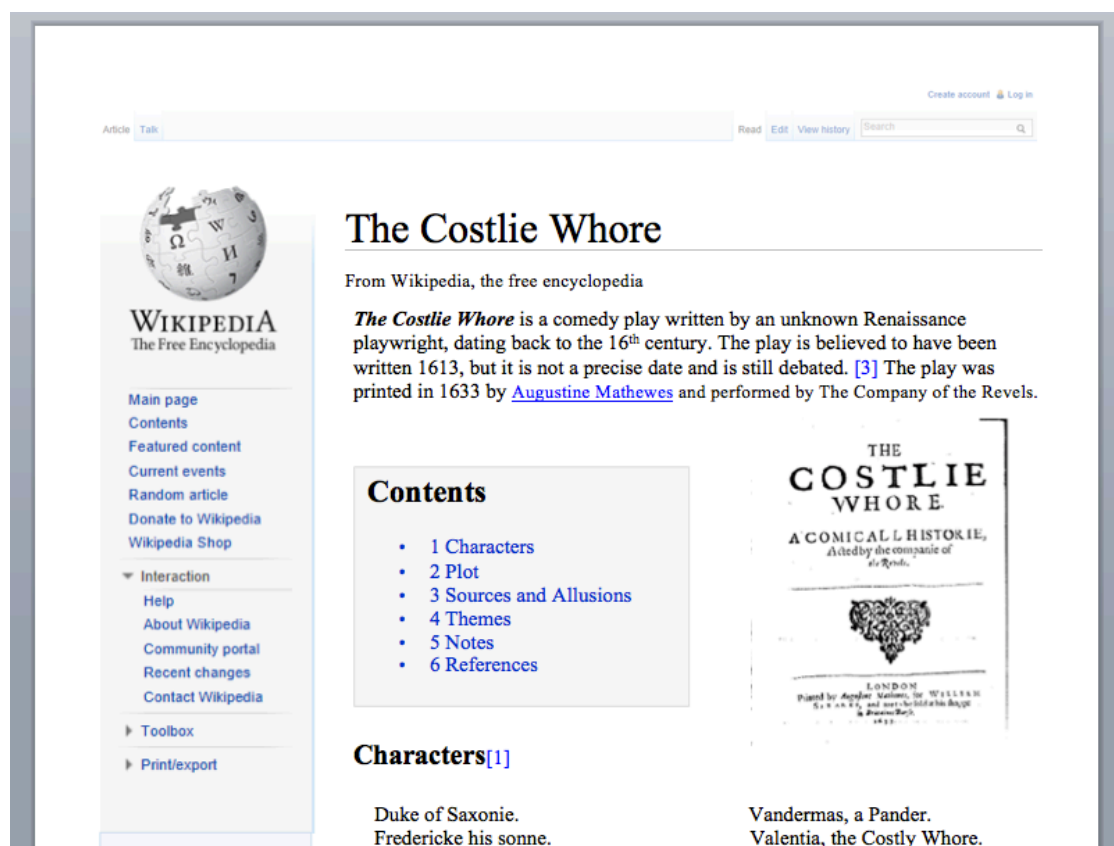 Create account Log in
Article Talk Read Edit View history Search
WIKIPEDIA
The Free Encyclopedia
Main page
Contents
Featured content
Current events
Random article
Donate to Wikipedia
Wikipedia Shop
Interaction
Help
About Wikipedia
Community portal
Recent changes
Contact Wikipedia
Toolbox
Print/export
The Costlie Whore
From Wikipedia, the free encyclopedia
The Costlie Whore is a comedy play written by an unknown Renaissance
playwright, dating back to the 16th century. The play is believed to have been
written 1613, but it is not a precise date and is still debated. [3] The play was
printed in 1633 by Augustine Mathewes and performed by The Company of the Revels.
Contents
• 1 Characters
• 2 Plot
• 3 Sources and Allusions
• 4 Themes
• 5 Notes
• 6 References
THE
COSTLIE
WHORE.
A COMICALL HISTORIE,
Acted by the companie of
the Revels.
LONDON
Printed by Augustine Mathewes, for WILLIAM
1633.
Characters[1]
Duke of Saxonie.
Fredericke his sonne.
Vandermas, a Pander.
Valentia, the Costly Whore.